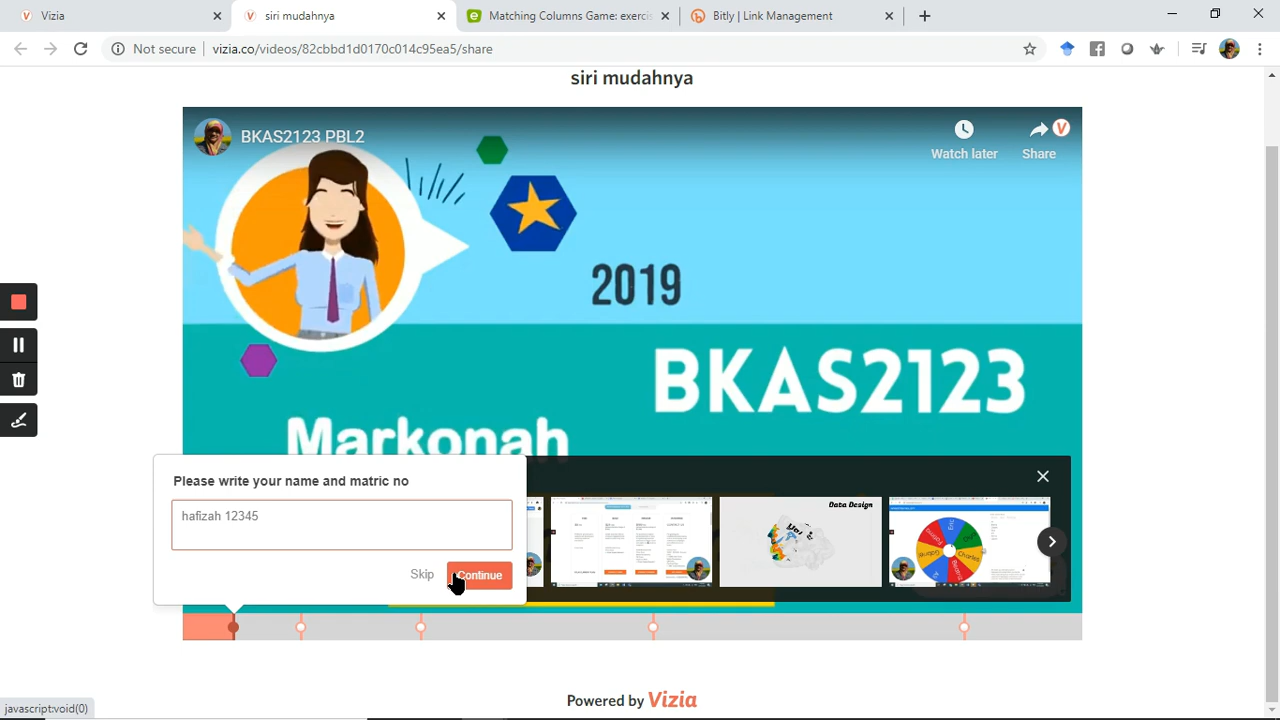 Vizia
siri mudahnya
Matching Columns Game: exercis
Bitly | Link Management
Not secure
vizia.co/videos/82cbbd1d0170c014c95ea5/share
siri mudahnya
BKAS2123 PBL2
Watch later
Share
2019
BKAS2123
Markonah
Please write your name and matric no
hafizah 12345
Skip
Continue
Data Design
Powered by Vizia
javascript:void(0)